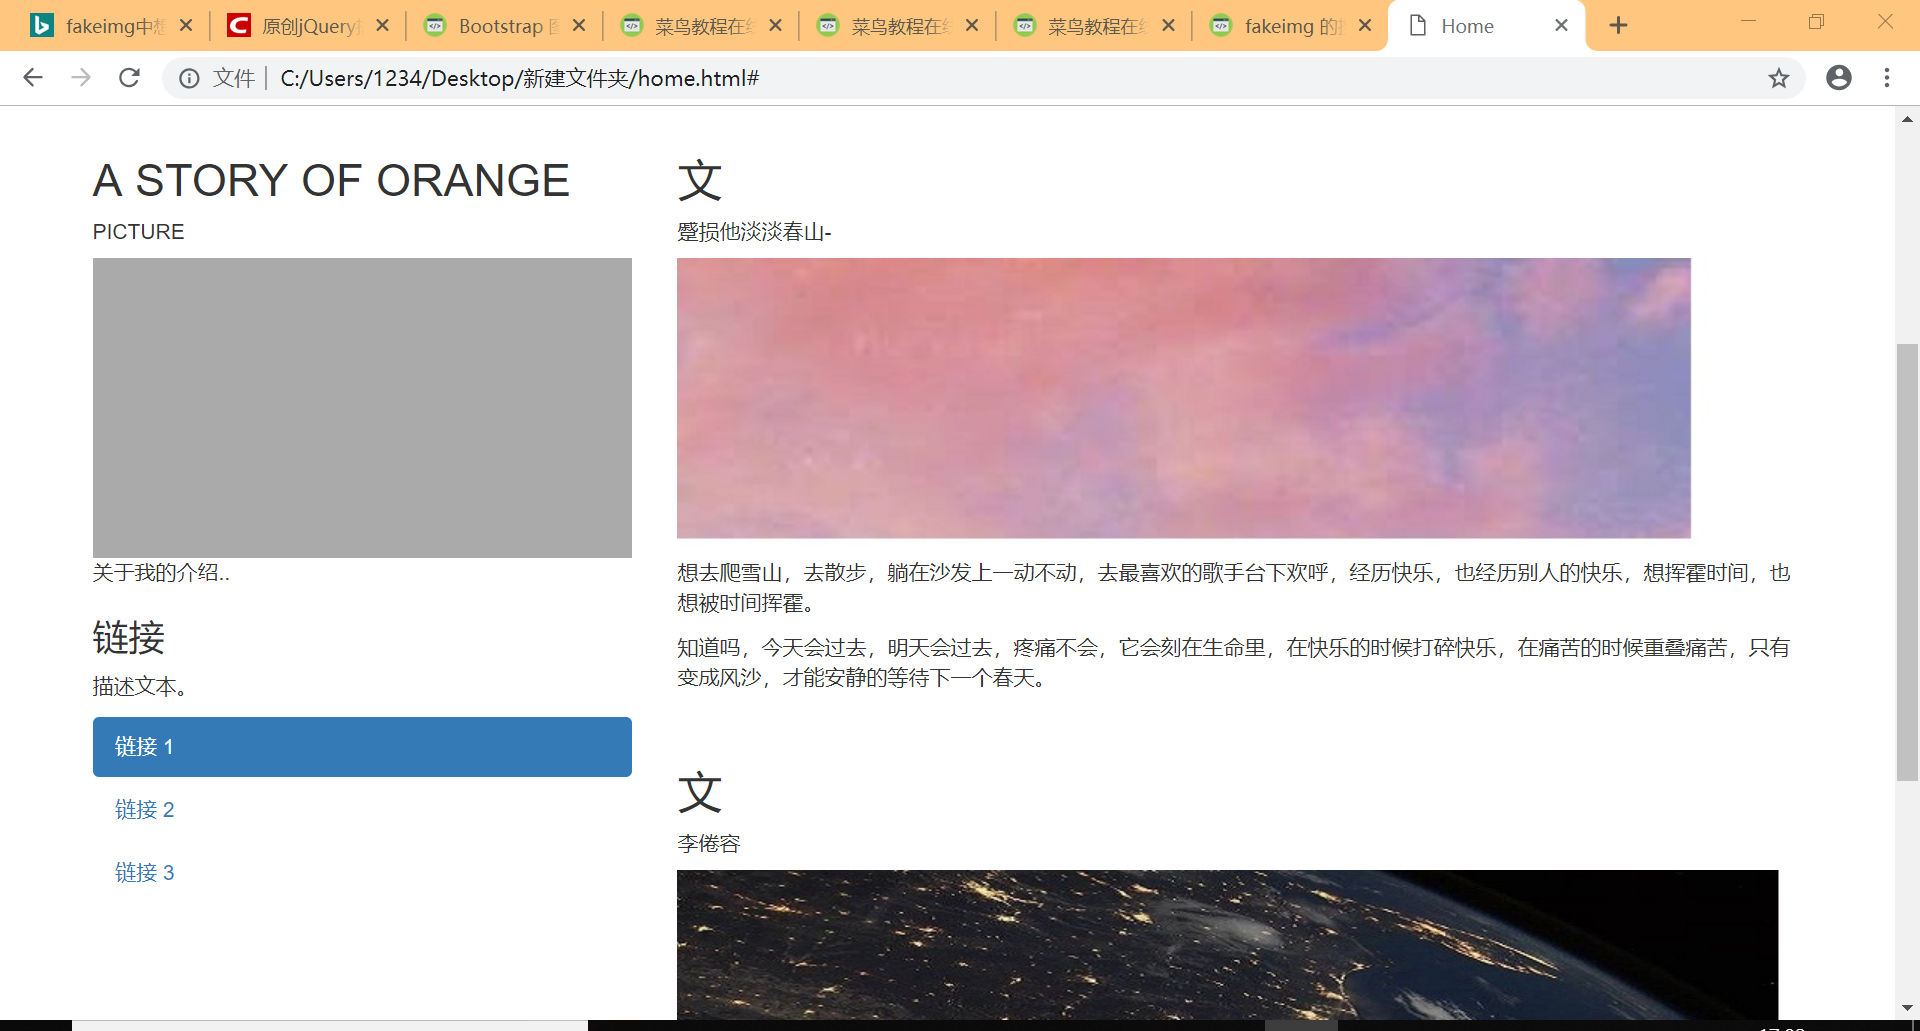 fakeimg中想
原创jQuery
Bootstrap
菜鸟教程在线
菜鸟教程在线
菜鸟教程在线
fakeimg 的
Home
文件
C:/Users/1234/Desktop/新建文件夹/home.html#
A STORY OF ORANGE
PICTURE
关于我的介绍..
链接
描述文本。
链接 1
链接 2
链接 3
文
蹙损他淡淡春山-
想去爬雪山，去散步，躺在沙发上一动不动，去最喜欢的歌手台下欢呼，经历快乐，也经历别人的快乐，想挥霍时间，也
想被时间挥霍。
知道吗，今天会过去，明天会过去，疼痛不会，它会刻在生命里，在快乐的时候打碎快乐，在痛苦的时候重叠痛苦，只有
变成风沙，才能安静的等待下一个春天。
文
李倦容